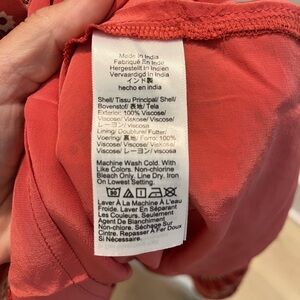 Made In India
Fabriqué En Inde
Hergestellt In Indien
Vervaardigd In India
インド製
hecho en india
Shell/ Tissu Principal/ Shell/
Bovenstof/ 表地/ Tela
Exterior: 100% Viscose/
Viscose/ Viskose/ Viscose/
レーヨン/ Viscosa
Lining/ Doublure/ Futter/
Voering/ 裏地/ Forro: 100%
Viscose/ Viscose/ Viskose/
Viscose/ レーヨン/ Viscosa
Machine Wash Cold. With
Like Colors. Non-chlorine
Bleach Only. Line Dry, Iron
On Lowest Setting.
Laver À La Machine À L'eau
Froide. Laver En Séparant
Les Couleurs. Seulement
Agent De Blanchiment
Non-chlore. Séchage Sur
Cintre. Repasser À Fer Doux
Si Nécessaire.